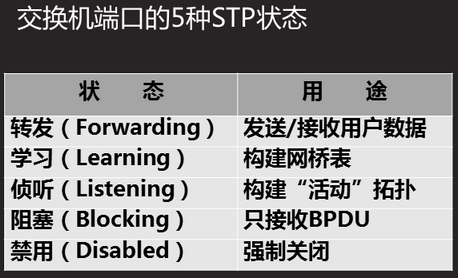 交换机端口的5种STP状态
状 态 用 途
转发（Forwarding） 发送/接收用户数据
学习（Learning） 构建网桥表
侦听（Listening） 构建“活动”拓扑
阻塞（Blocking） 只接收BPDU
禁用（Disabled） 强制关闭